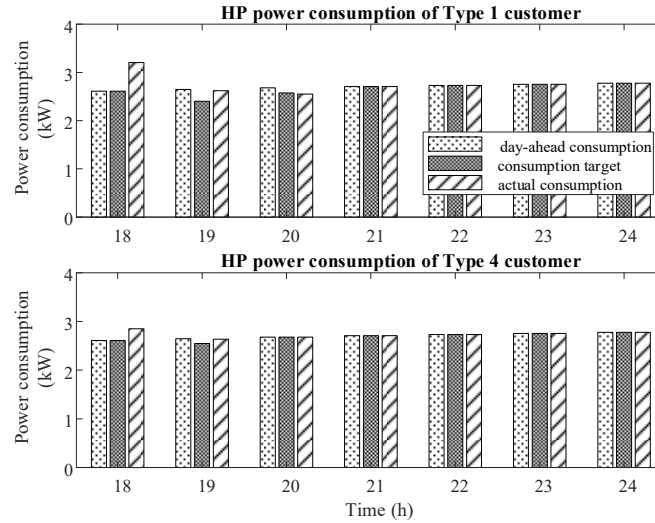 HP power consumption of Type 1 customer
4
3
2
1
0
Power consumption
(kW)
day-ahead consumption
consumption target
actual consumption
18 19 20 21 22 23 24
HP power consumption of Type 4 customer
4
3
2
1
0
Power consumption
(kW)
18 19 20 21 22 23 24
Time (h)